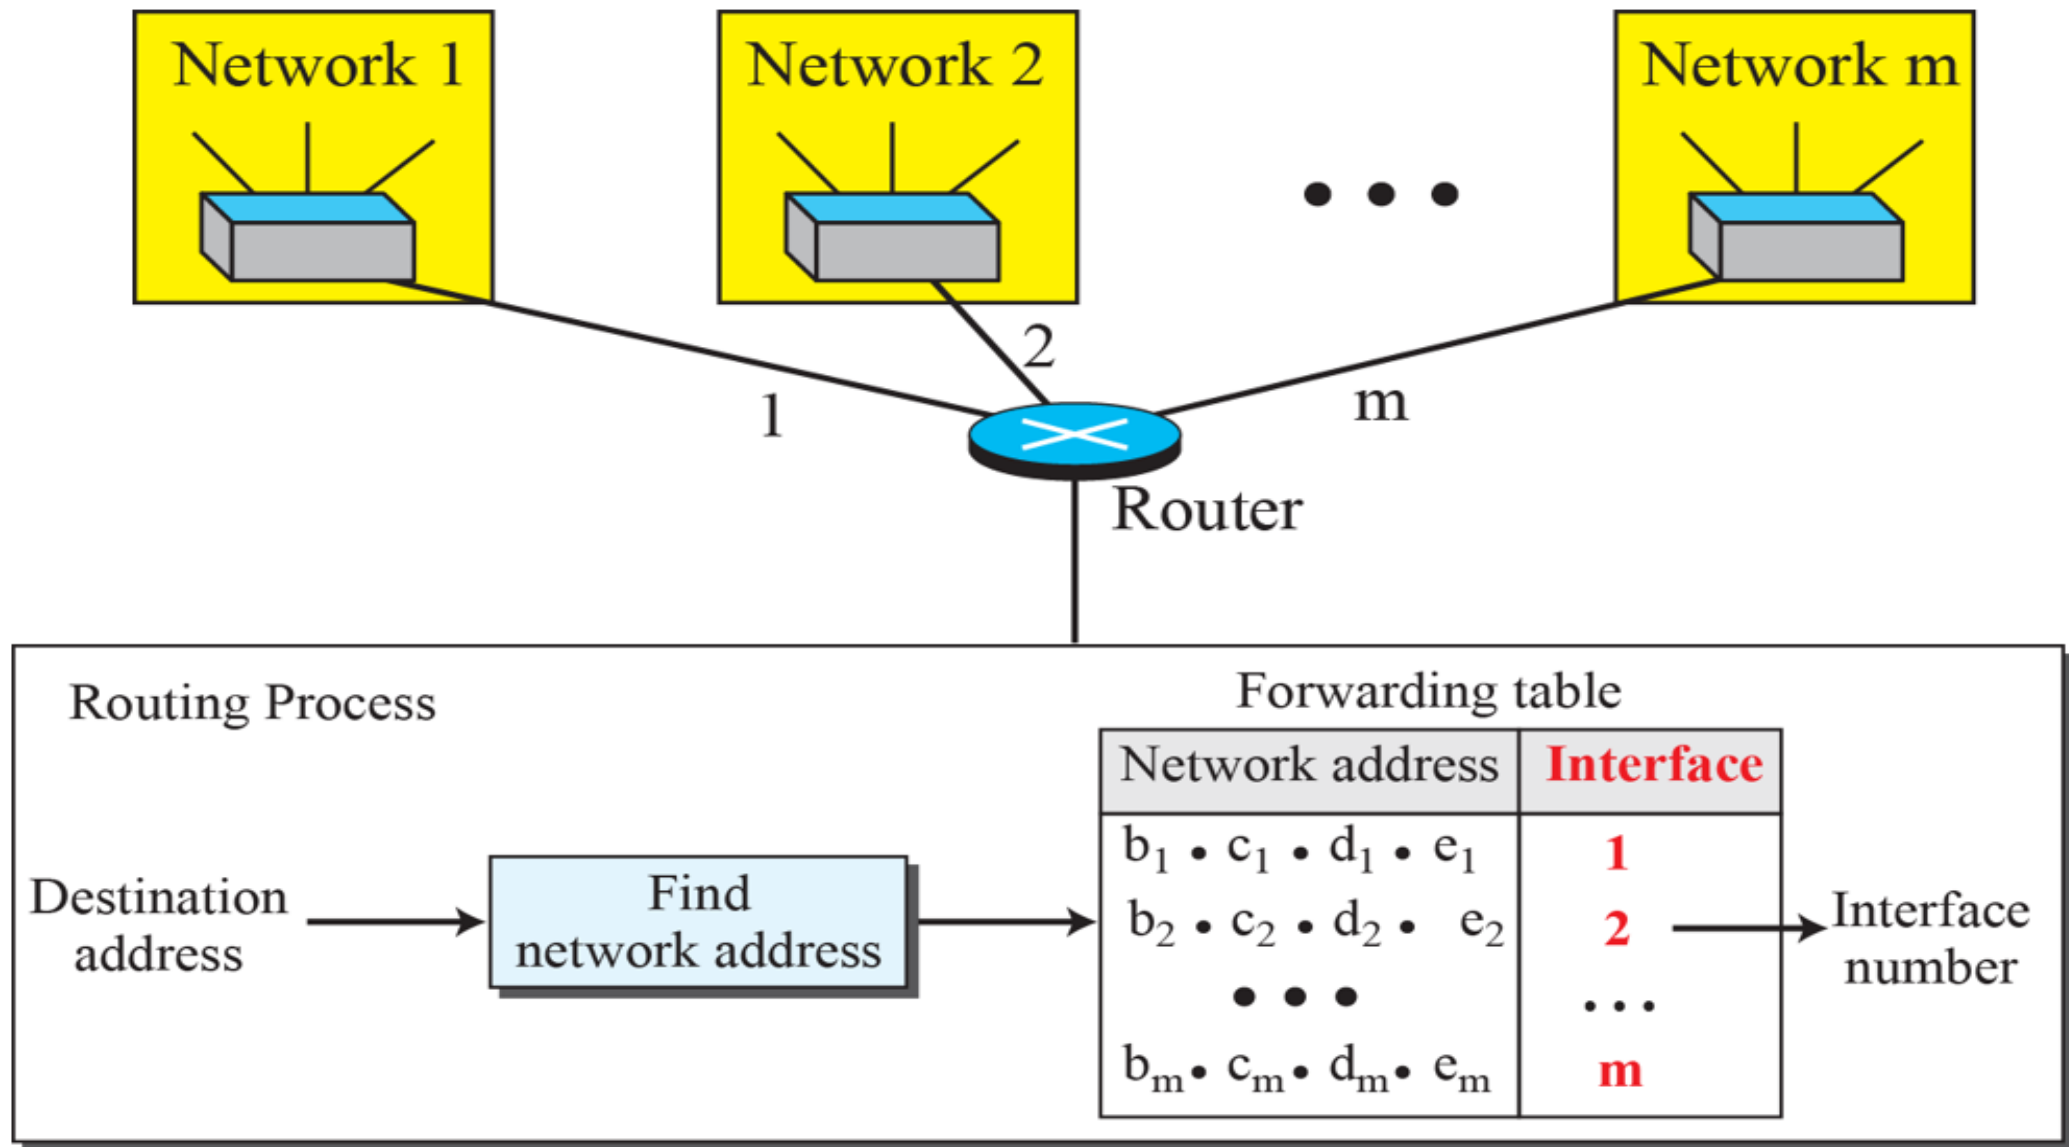 Network 1
Network 2
Network m
1
2
m
Router
Routing Process
Forwarding table
Network address Interface
b₁ • c₁ • d₁ • e₁ 1
b₂ • c₂ • d₂ • e₂ 2
• • • . . .
bₘ • cₘ • dₘ • eₘ m
Destination
address
Find
network address
Interface
number